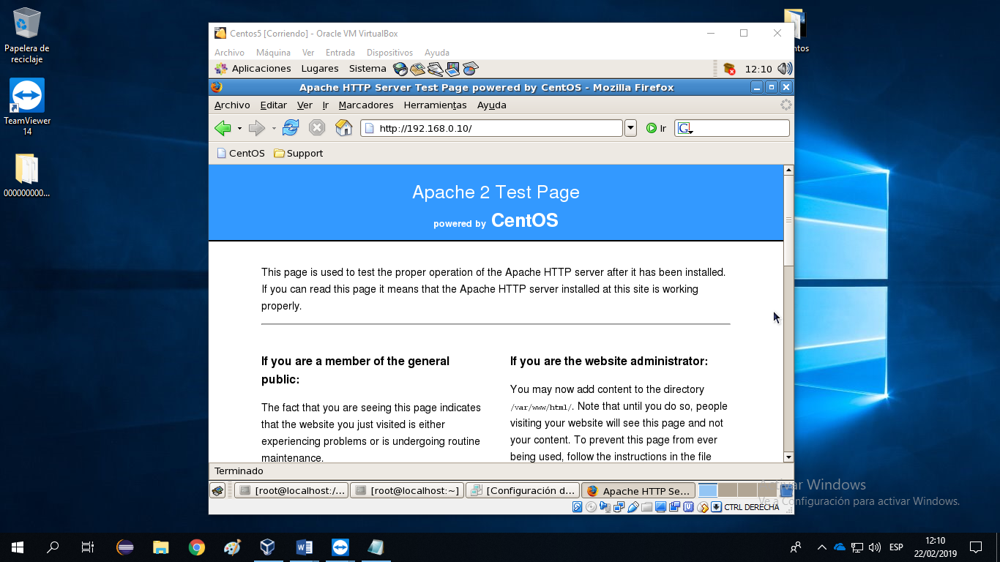 Papelera de
reciclaje
TeamViewer
14
000000000...
ntos
Centos5 [Corriendo] - Oracle VM VirtualBox
Archivo Máquina Ver Entrada Dispositivos Ayuda
Aplicaciones Lugares Sistema 12:10
Apache HTTP Server Test Page powered by CentOS - Mozilla Firefox
Archivo Editar Ver Ir Marcadores Herramientas Ayuda
http://192.168.0.10/ Ir G
CentOS Support
Apache 2 Test Page
powered by CentOS
This page is used to test the proper operation of the Apache HTTP server after it has been installed.
If you can read this page it means that the Apache HTTP server installed at this site is working
properly.
If you are a member of the general
public:
The fact that you are seeing this page indicates
that the website you just visited is either
experiencing problems or is undergoing routine
maintenance.
If you are the website administrator:
You may now add content to the directory
/var/www/html/. Note that until you do so, people
visiting your website will see this page and not
your content. To prevent this page from ever
being used, follow the instructions in the file
Terminado
[root@localhost:/... [root@localhost:~] [Configuración d... Apache HTTP Se...
CTRL DERECHA
Activar Windows
Ve a Configuración para activar Windows.
ESP
12:10
22/02/2019